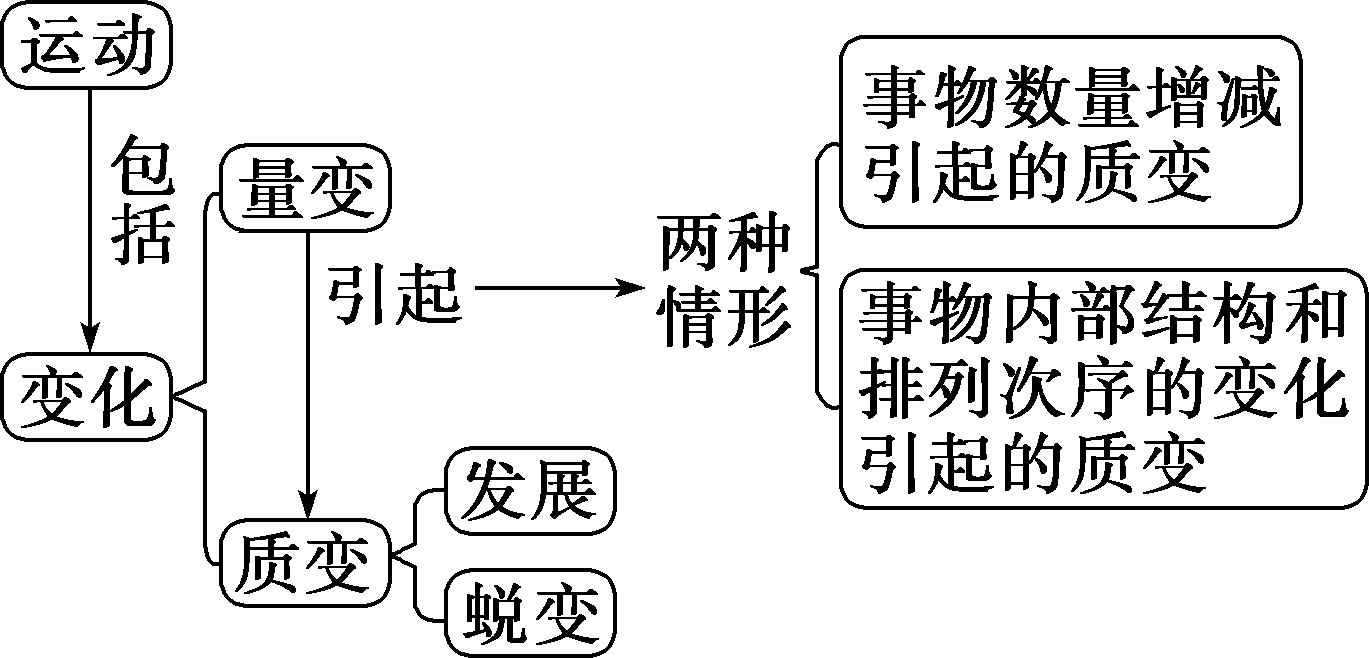 运动
包
括
变化
量变
引起
质变
发展
蜕变
两种
情形
事物数量增减
引起的质变
事物内部结构和
排列次序的变化
引起的质变